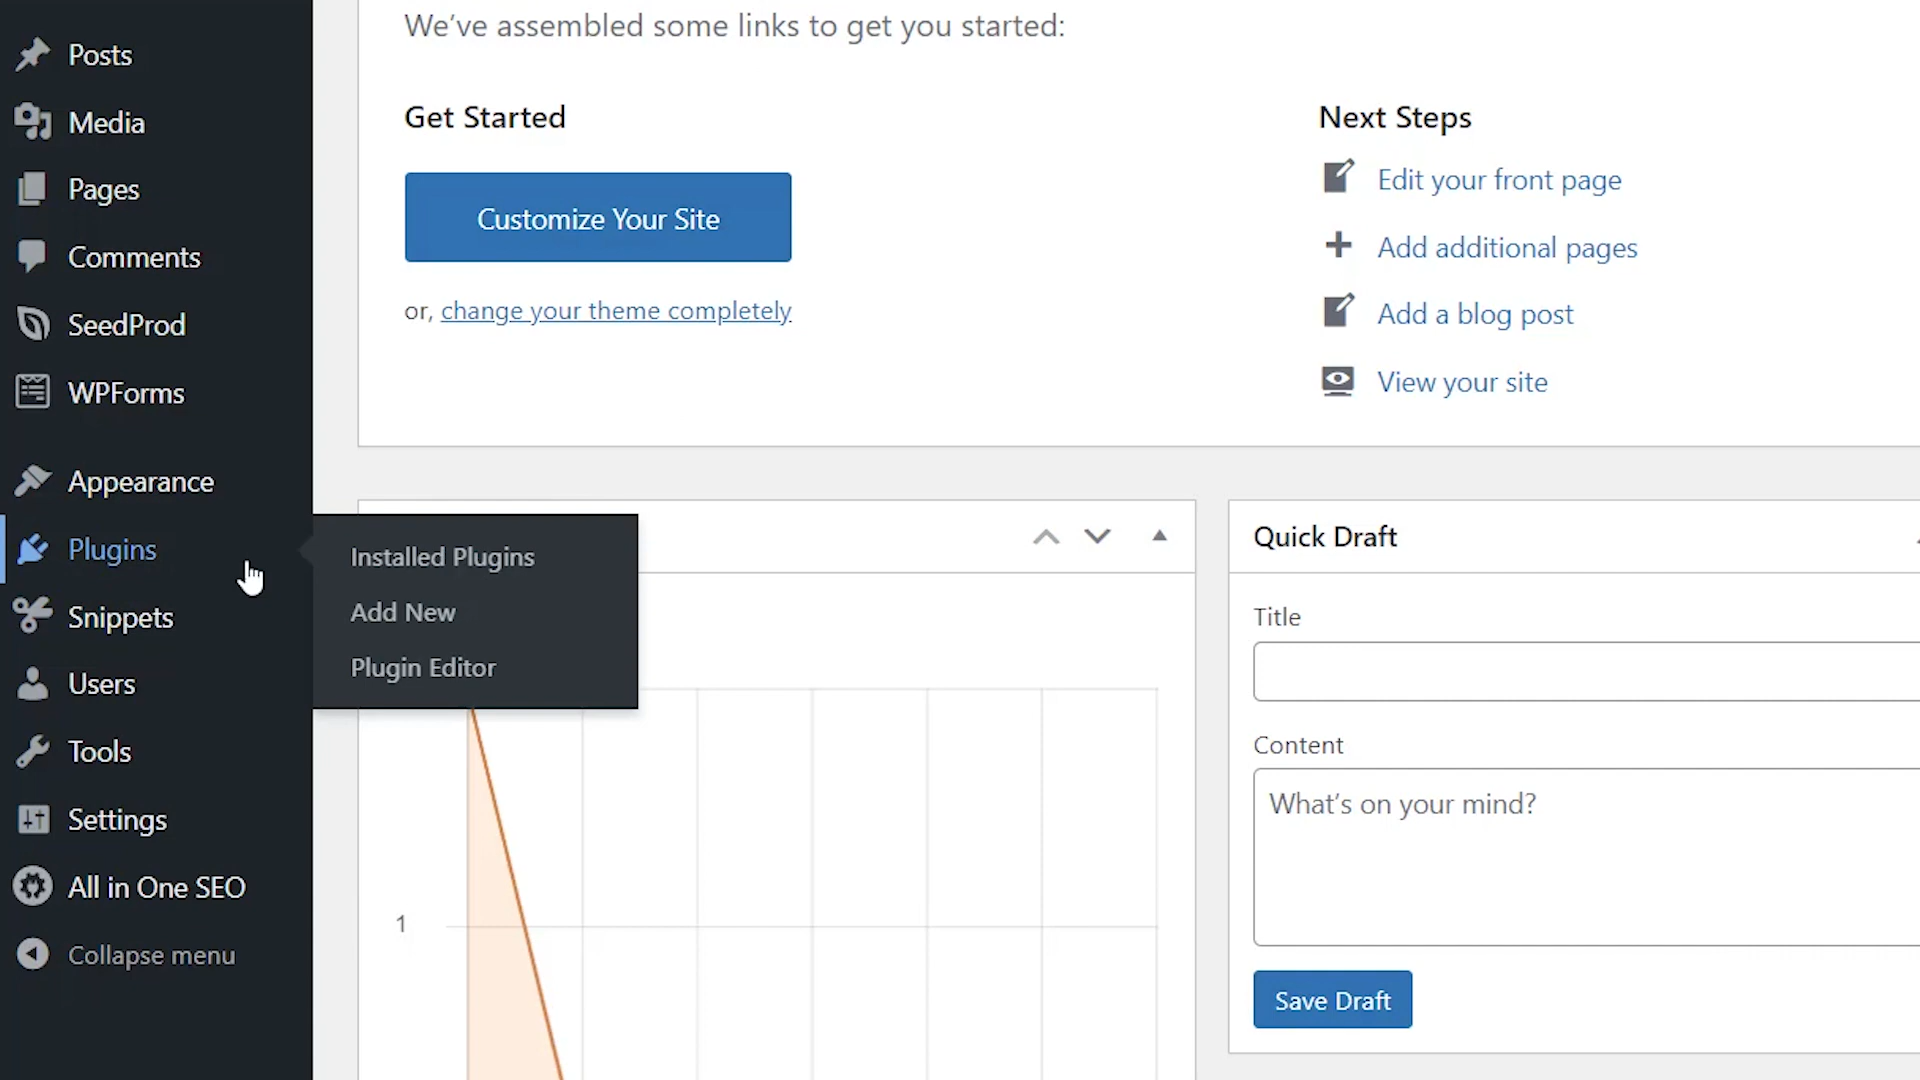 Posts
Media
Pages
Comments
SeedProd
WPForms
Appearance
Plugins
Snippets
Users
Tools
Settings
All in One SEO
Collapse menu
Installed Plugins
Add New
Plugin Editor
We've assembled some links to get you started:
Get Started
Customize Your Site
or, change your theme completely
Next Steps
Edit your front page
Add additional pages
Add a blog post
View your site
1
Quick Draft
Title
Content
What's on your mind?
Save Draft